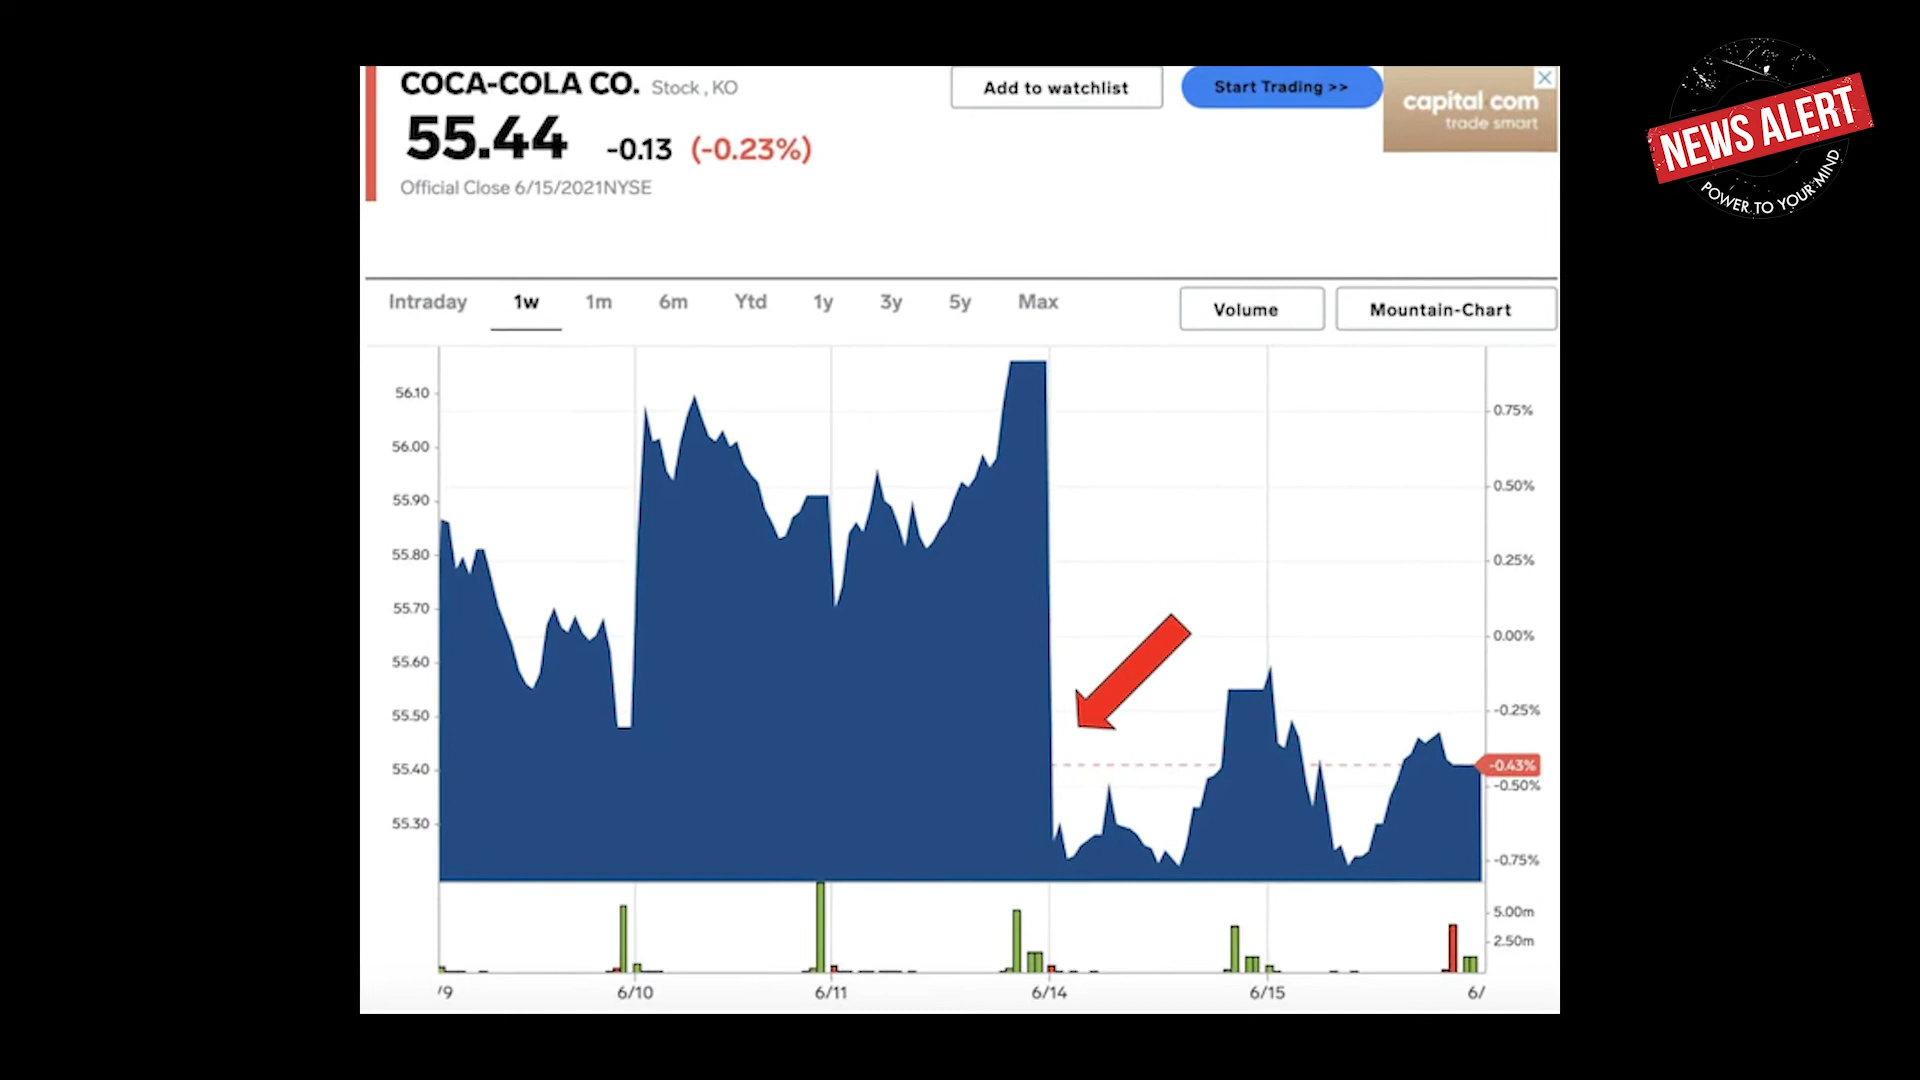 COCA-COLA CO. Stock , KO
Add to watchlist
Start Trading >>
capital com
trade smart
NEWS ALERT
POWER TO YOUR MIND
55.44 -0.13 (-0.23%)
Official Close 6/15/2021NYSE
Intraday 1w 1m 6m Ytd 1y 3y 5y Max
Volume
Mountain-Chart
56.10
56.00
55.90
55.80
55.70
55.60
55.50
55.40
55.30
0.75%
0.50%
0.25%
0.00%
-0.25%
-0.43%
-0.50%
-0.75%
5.00m
2.50m
/9 6/10 6/11 6/14 6/15 6/